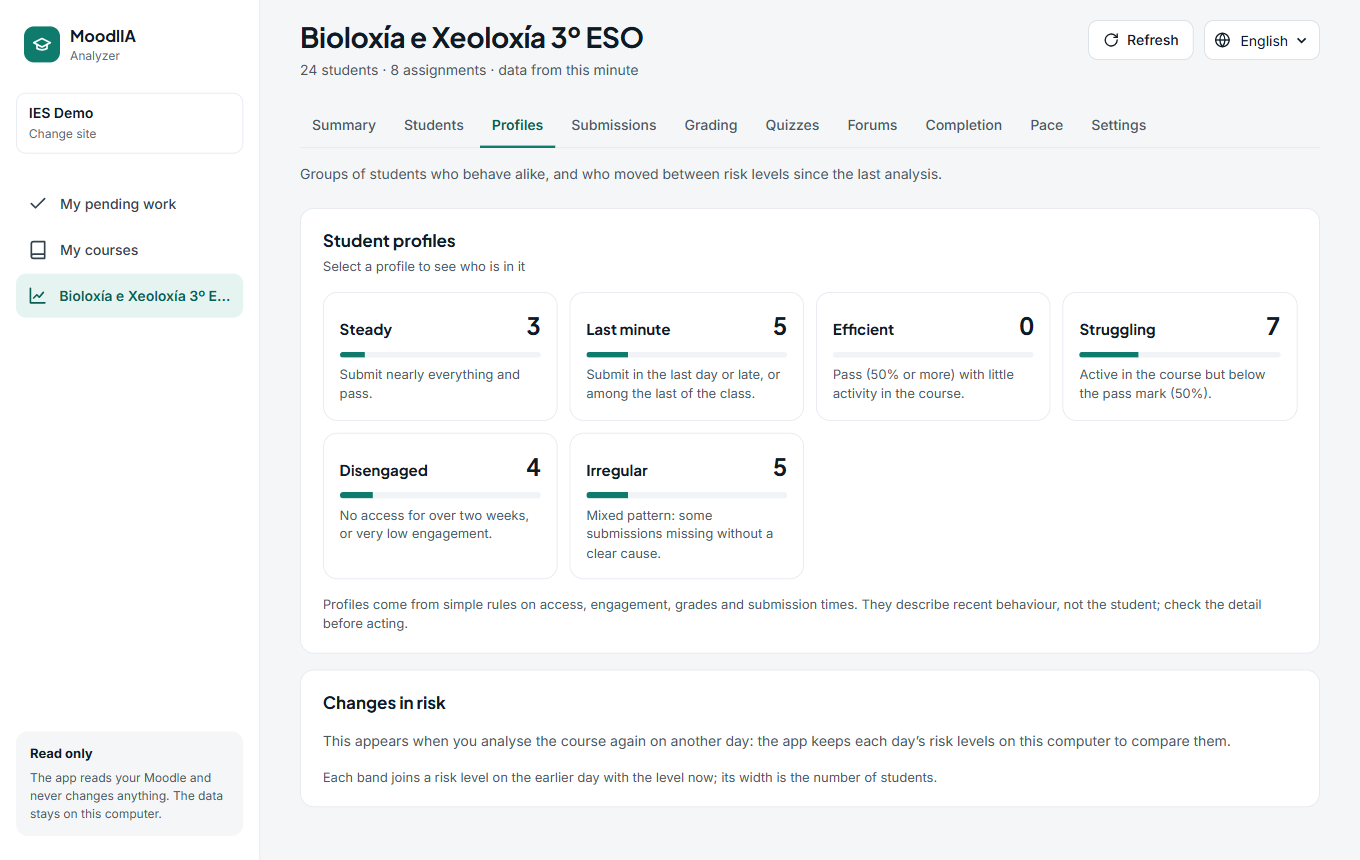 MoodlIA
Analyzer
IES Demo
Change site
My pending work
My courses
Bioloxía e Xeoloxía 3º E...
Read only
The app reads your Moodle and
never changes anything. The data
stays on this computer.
Bioloxía e Xeoloxía 3º ESO
24 students · 8 assignments · data from this minute
Refresh
English
Summary
Students
Profiles
Submissions
Grading
Quizzes
Forums
Completion
Pace
Settings
Groups of students who behave alike, and who moved between risk levels since the last analysis.
Student profiles
Select a profile to see who is in it
Steady 3
Submit nearly everything and
pass.
Last minute 5
Submit in the last day or late, or
among the last of the class.
Efficient 0
Pass (50% or more) with little
activity in the course.
Struggling 7
Active in the course but below
the pass mark (50%).
Disengaged 4
No access for over two weeks,
or very low engagement.
Irregular 5
Mixed pattern: some
submissions missing without a
clear cause.
Profiles come from simple rules on access, engagement, grades and submission times. They describe recent behaviour, not the student; check the detail
before acting.
Changes in risk
This appears when you analyse the course again on another day: the app keeps each day’s risk levels on this computer to compare them.
Each band joins a risk level on the earlier day with the level now; its width is the number of students.